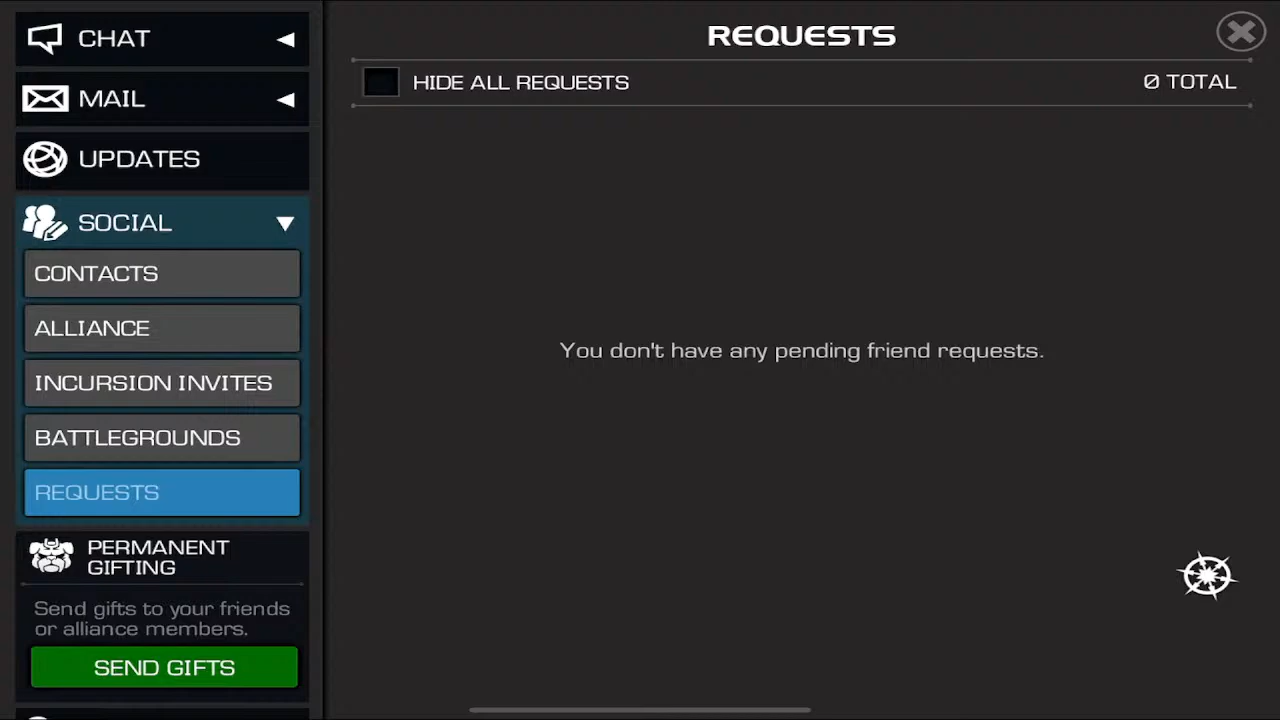 CHAT
MAIL
UPDATES
SOCIAL
CONTACTS
ALLIANCE
INCURSION INVITES
BATTLEGROUNDS
REQUESTS
PERMANENT
GIFTING
Send gifts to your friends
or alliance members.
SEND GIFTS
REQUESTS
HIDE ALL REQUESTS
0 TOTAL
You don't have any pending friend requests.